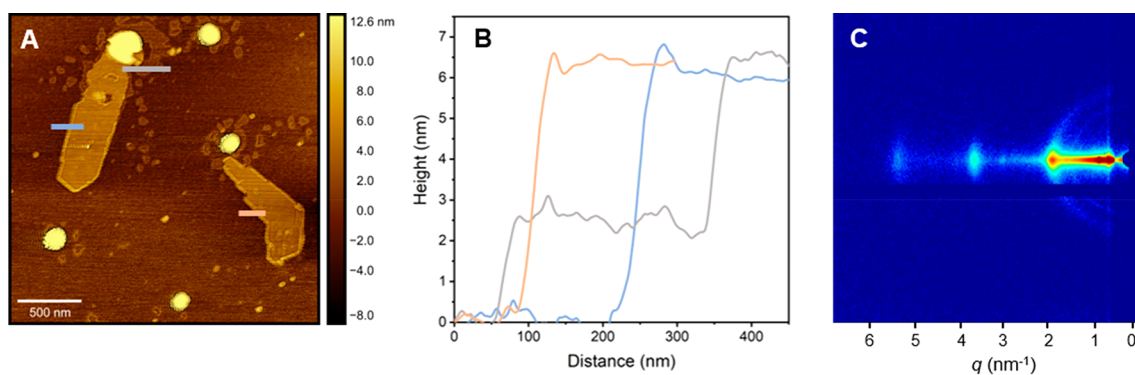 A
12.6 nm
8.0
6.0
4.0
2.0
0.0
−2.0
−4.0
−8.0
500 nm
B
7
6
5
4
3
2
1
0
Height (nm)
0
100
200
300
400
Distance (nm)
C
6 5 4 3 2 1 0
q (nm⁻¹)